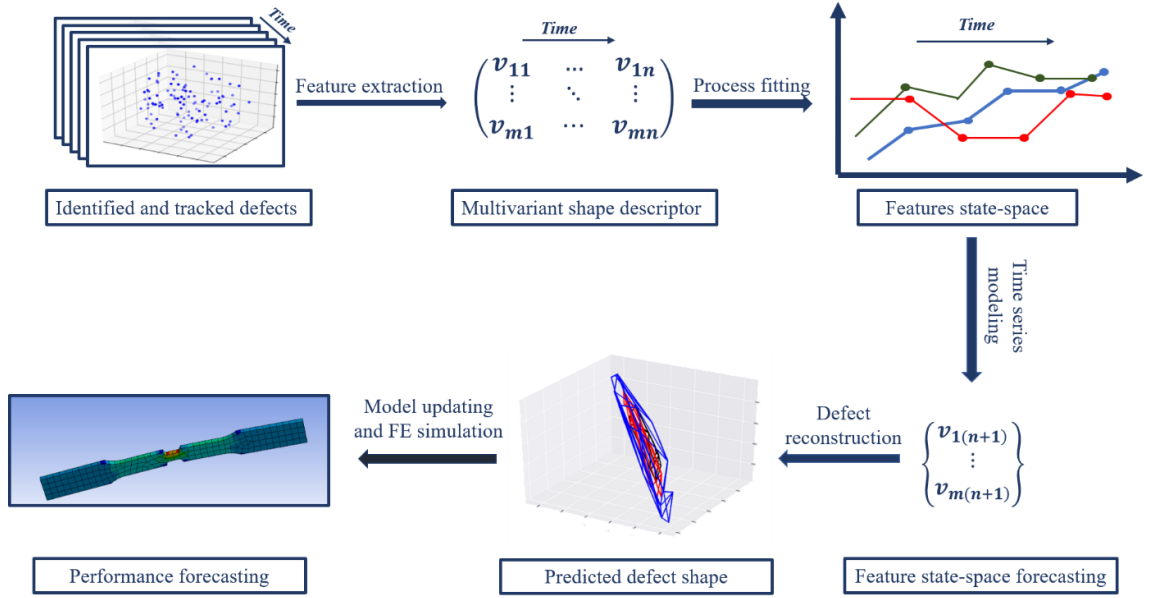 Time
Feature extraction
Time
v11 ⋯ v1n
⋮ ⋱ ⋮
vm1 ⋯ vmn
Process fitting
Time
Identified and tracked defects
Multivariant shape descriptor
Features state-space
Time series
modeling
Model updating
and FE simulation
Defect
reconstruction
v1(n+1)
⋮
vm(n+1)
Performance forecasting
Predicted defect shape
Feature state-space forecasting